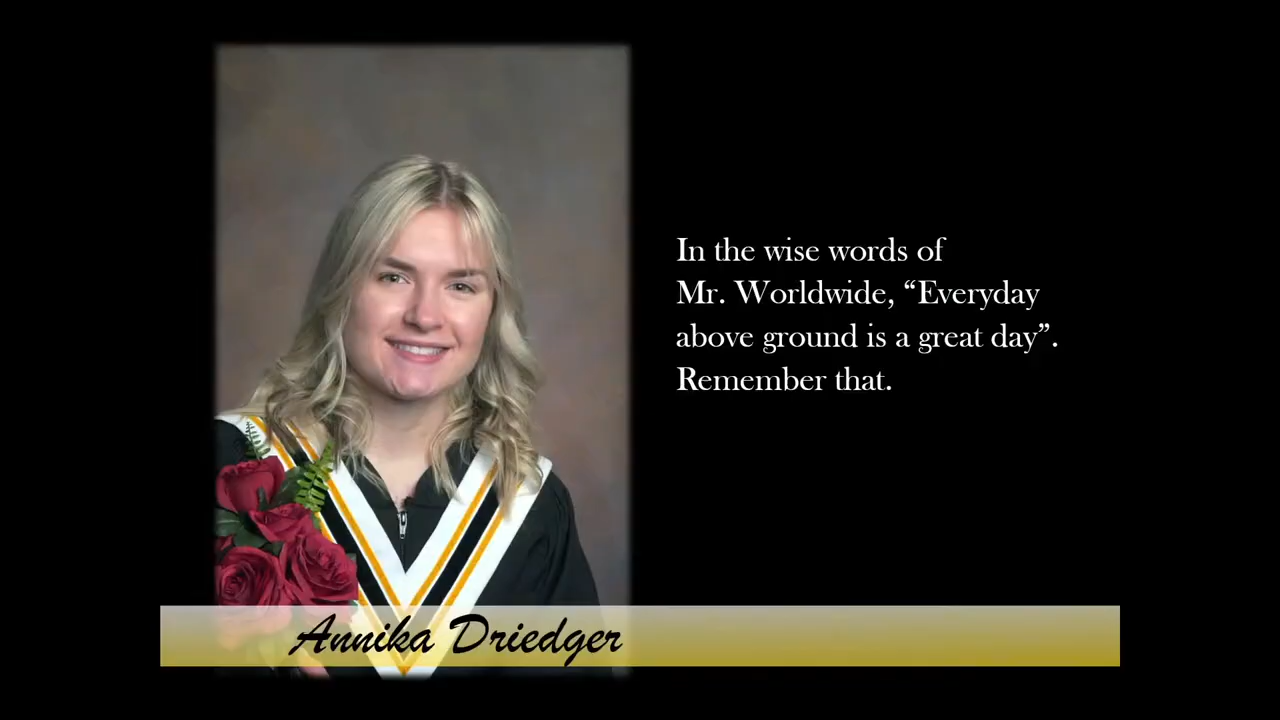 In the wise words of
Mr. Worldwide, “Everyday
above ground is a great day”.
Remember that.
Annika Driedger